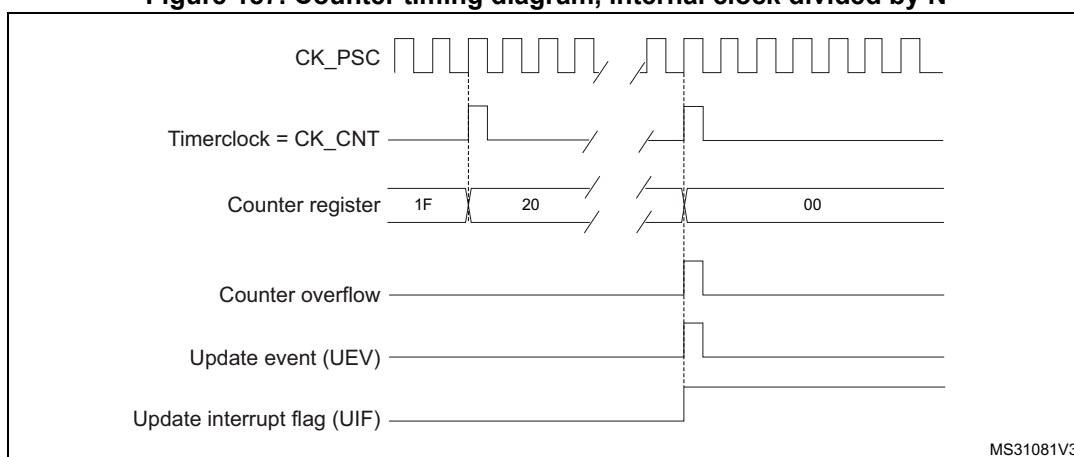 Figure Counter timing diagram, internal clock divided by N
CK_PSC
Timerclock = CK_CNT
Counter register 1F 20 00
Counter overflow
Update event (UEV)
Update interrupt flag (UIF)
MS31081V3